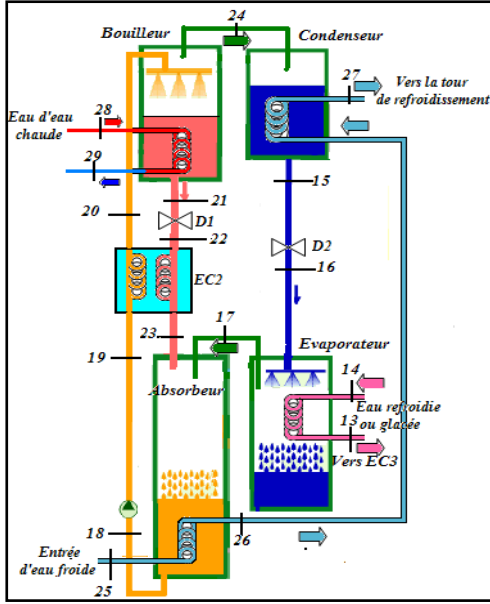 24
Bouilleur
Condenseur
27
Vers la tour
de refroidissement
Eau d'eau
chaude
28
29
15
20
21
D1
22
D2
16
EC2
23
17
Evaporateur
19
Absorbeur
14
Eau refroidie
ou glacée
13
Vers EC3
18
26
Entrée
d'eau froide
25